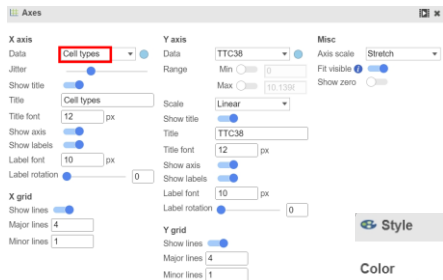 Axes
X axis
Data Cell types
Jitter
Show title
Title Cell types
Title font 12 px
Show axis
Show labels
Label font 10 px
Label rotation 0
X grid
Show lines
Major lines 4
Minor lines 1
Y axis
Data TTC38
Range Min 0
Max 10.139
Scale Linear
Show title
Title TTC38
Title font 12 px
Show axis
Show labels
Label font 10 px
Label rotation 0
Y grid
Show lines
Major lines 4
Minor lines 1
Misc
Axis scale Stretch
Fit visible
Show zero
Style
Color